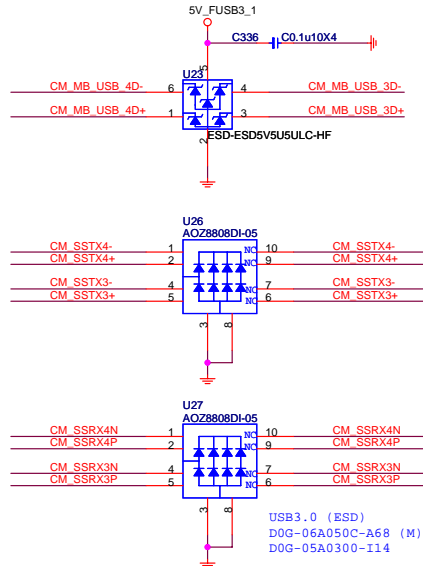 5V_FUSB3_1
C336 C0.1u10X4
U23
5
CM_MB_USB_4D- 6 4 CM_MB_USB_3D-
CM_MB_USB_4D+ 1 3 CM_MB_USB_3D+
ESD-ESD5V5U5ULC-HF
2
U26
AOZ8808DI-05
CM_SSTX4- 1 NC 10 CM_SSTX4-
CM_SSTX4+ 2 NC 9 CM_SSTX4+
CM_SSTX3- 4 NC 7 CM_SSTX3-
CM_SSTX3+ 5 NC 6 CM_SSTX3+
3 8
U27
AOZ8808DI-05
CM_SSRX4N 1 NC 10 CM_SSRX4N
CM_SSRX4P 2 NC 9 CM_SSRX4P
CM_SSRX3N 4 NC 7 CM_SSRX3N
CM_SSRX3P 5 NC 6 CM_SSRX3P
3 8
USB3.0 (ESD)
D0G-06A050C-A68 (M)
D0G-05A0300-I14